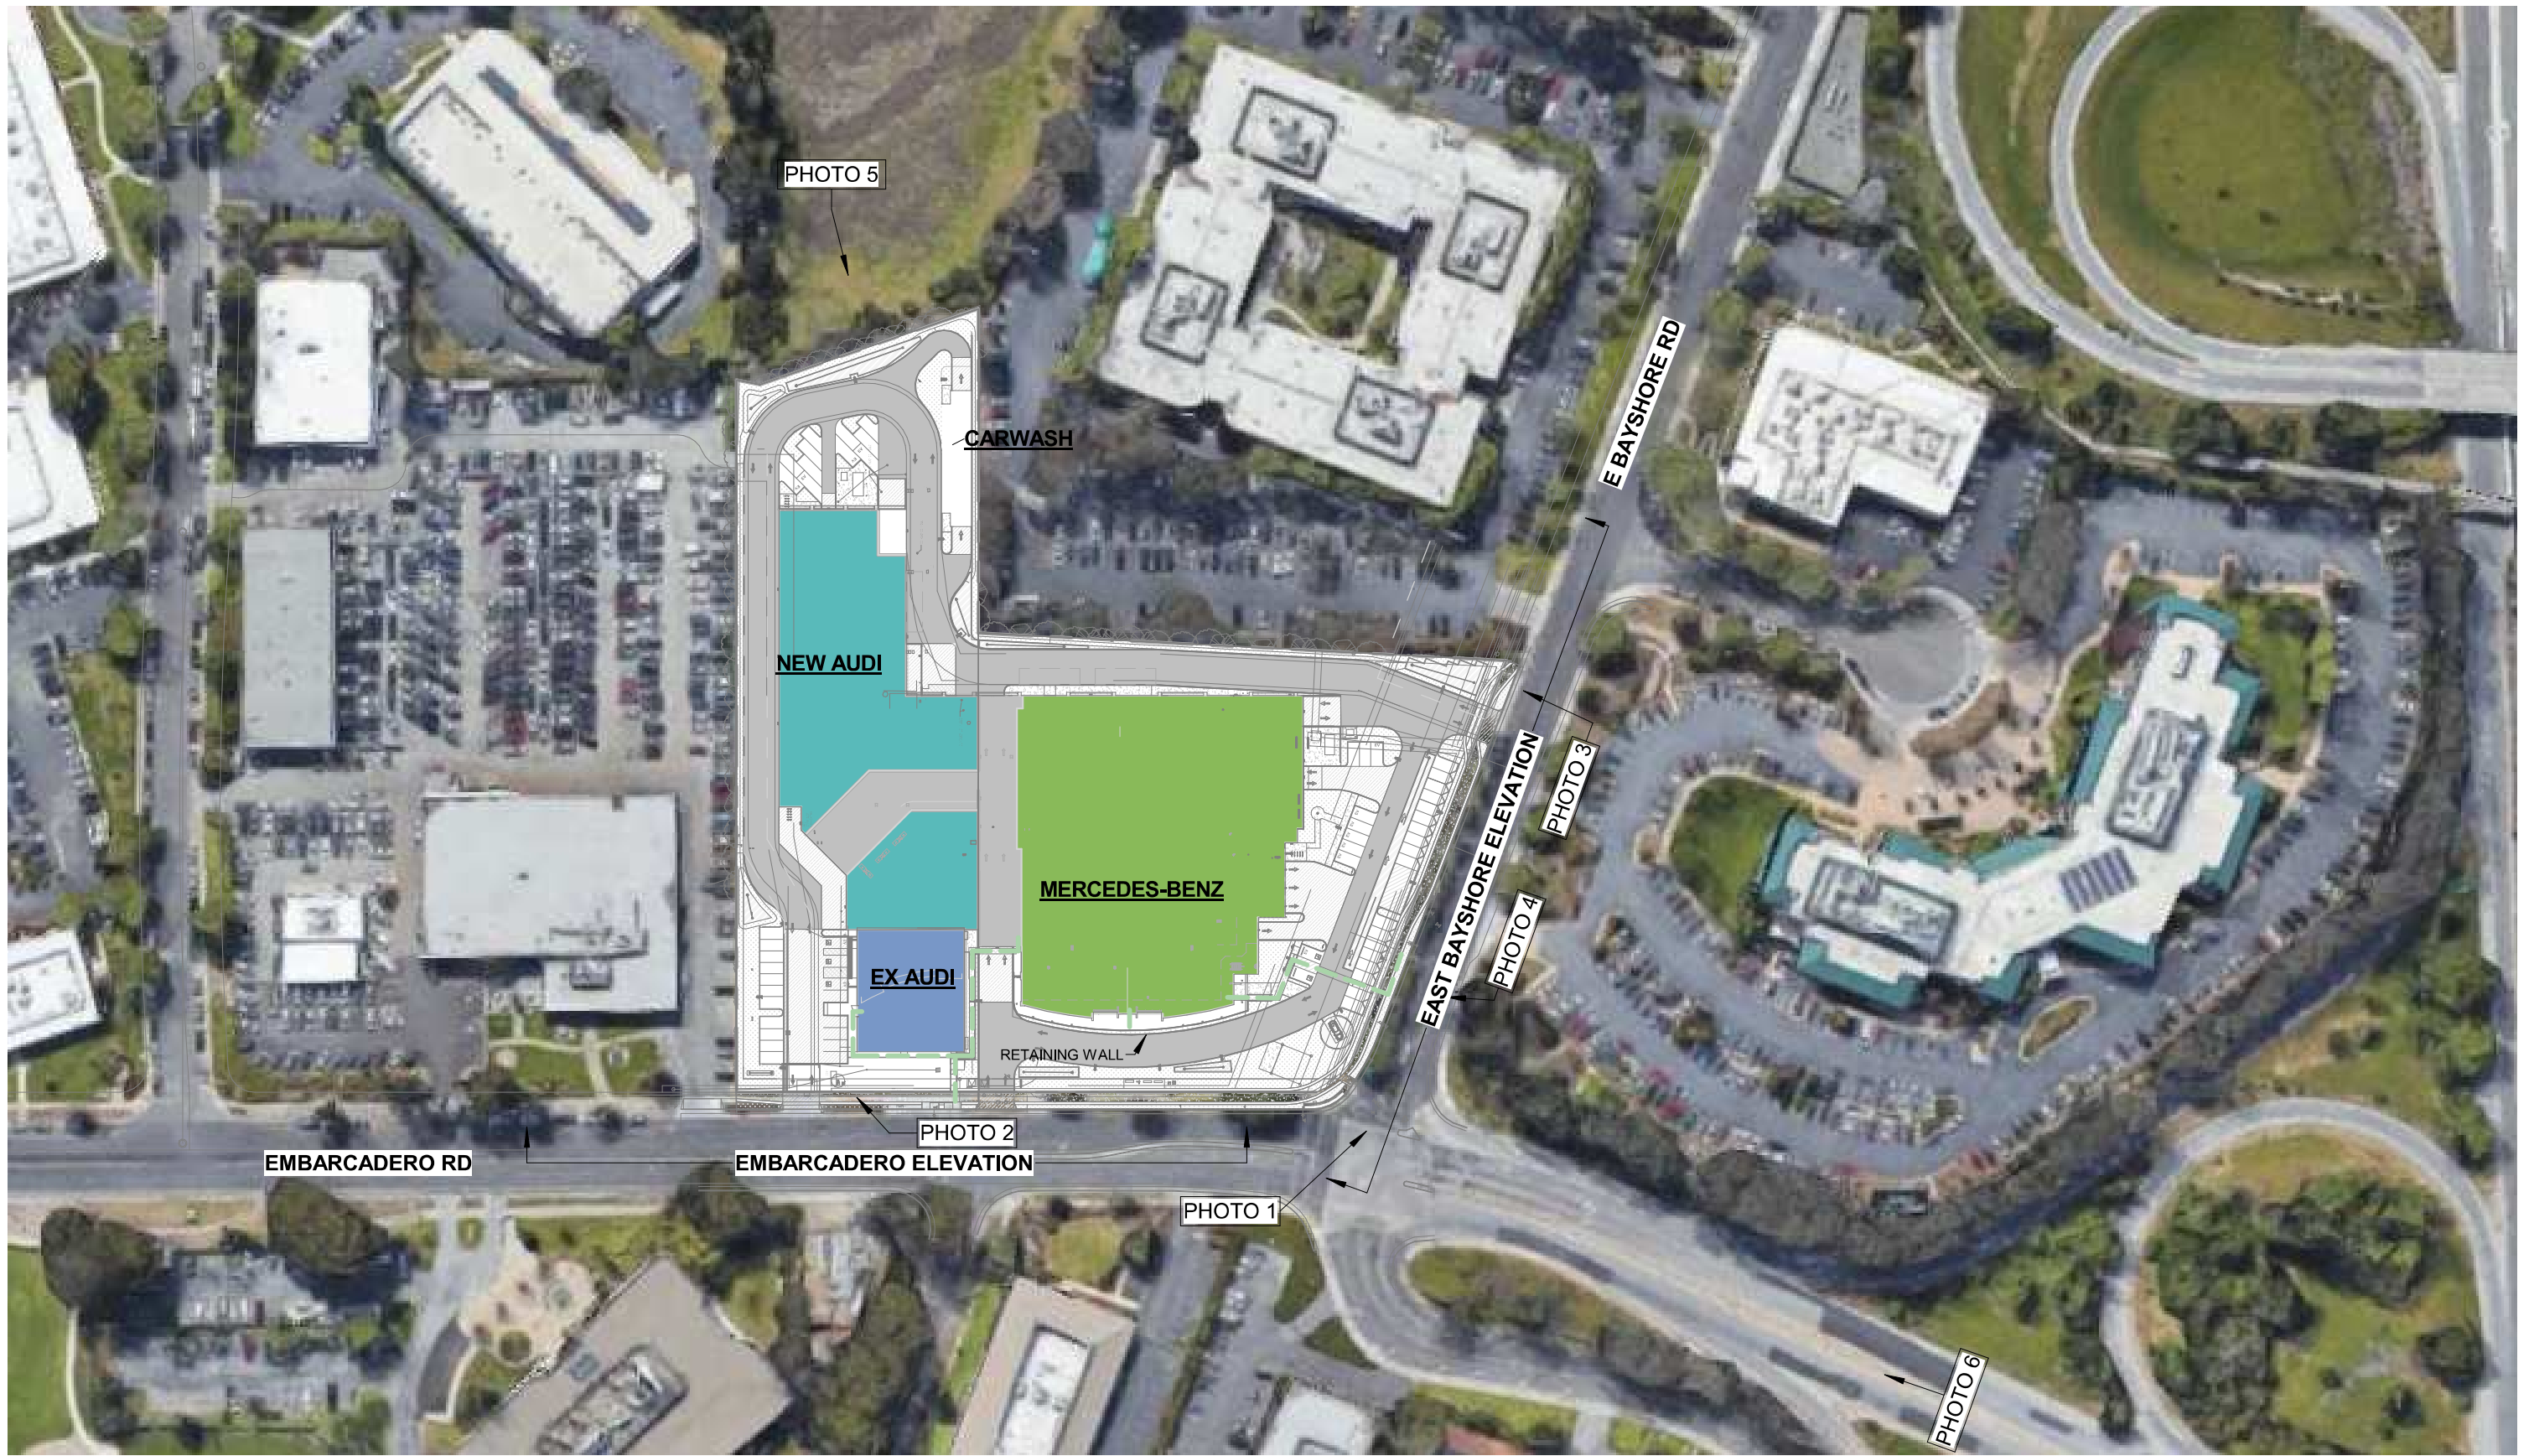 PHOTO 5
E BAYSHORE RD
CARWASH
NEW AUDI
EAST BAYSHORE ELEVATION
PHOTO 3
MERCEDES-BENZ
PHOTO 4
EX AUDI
RETAINING WALL
PHOTO 2
EMBARCADERO RD
EMBARCADERO ELEVATION
PHOTO 1
PHOTO 6